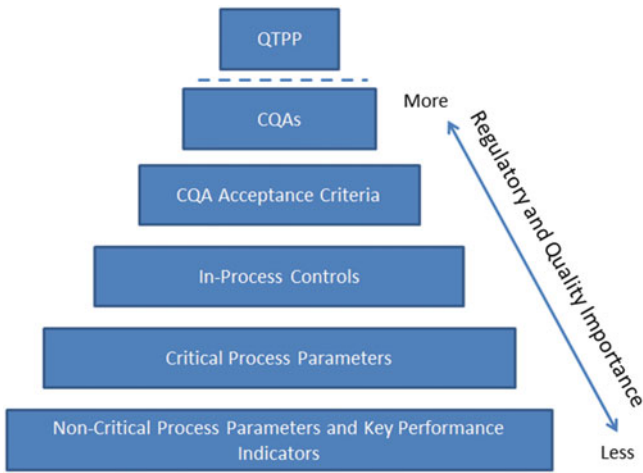 QTPP
CQAs
More
CQA Acceptance Criteria
In-Process Controls
Critical Process Parameters
Non-Critical Process Parameters and Key Performance
Indicators
Regulatory and Quality Importance
Less